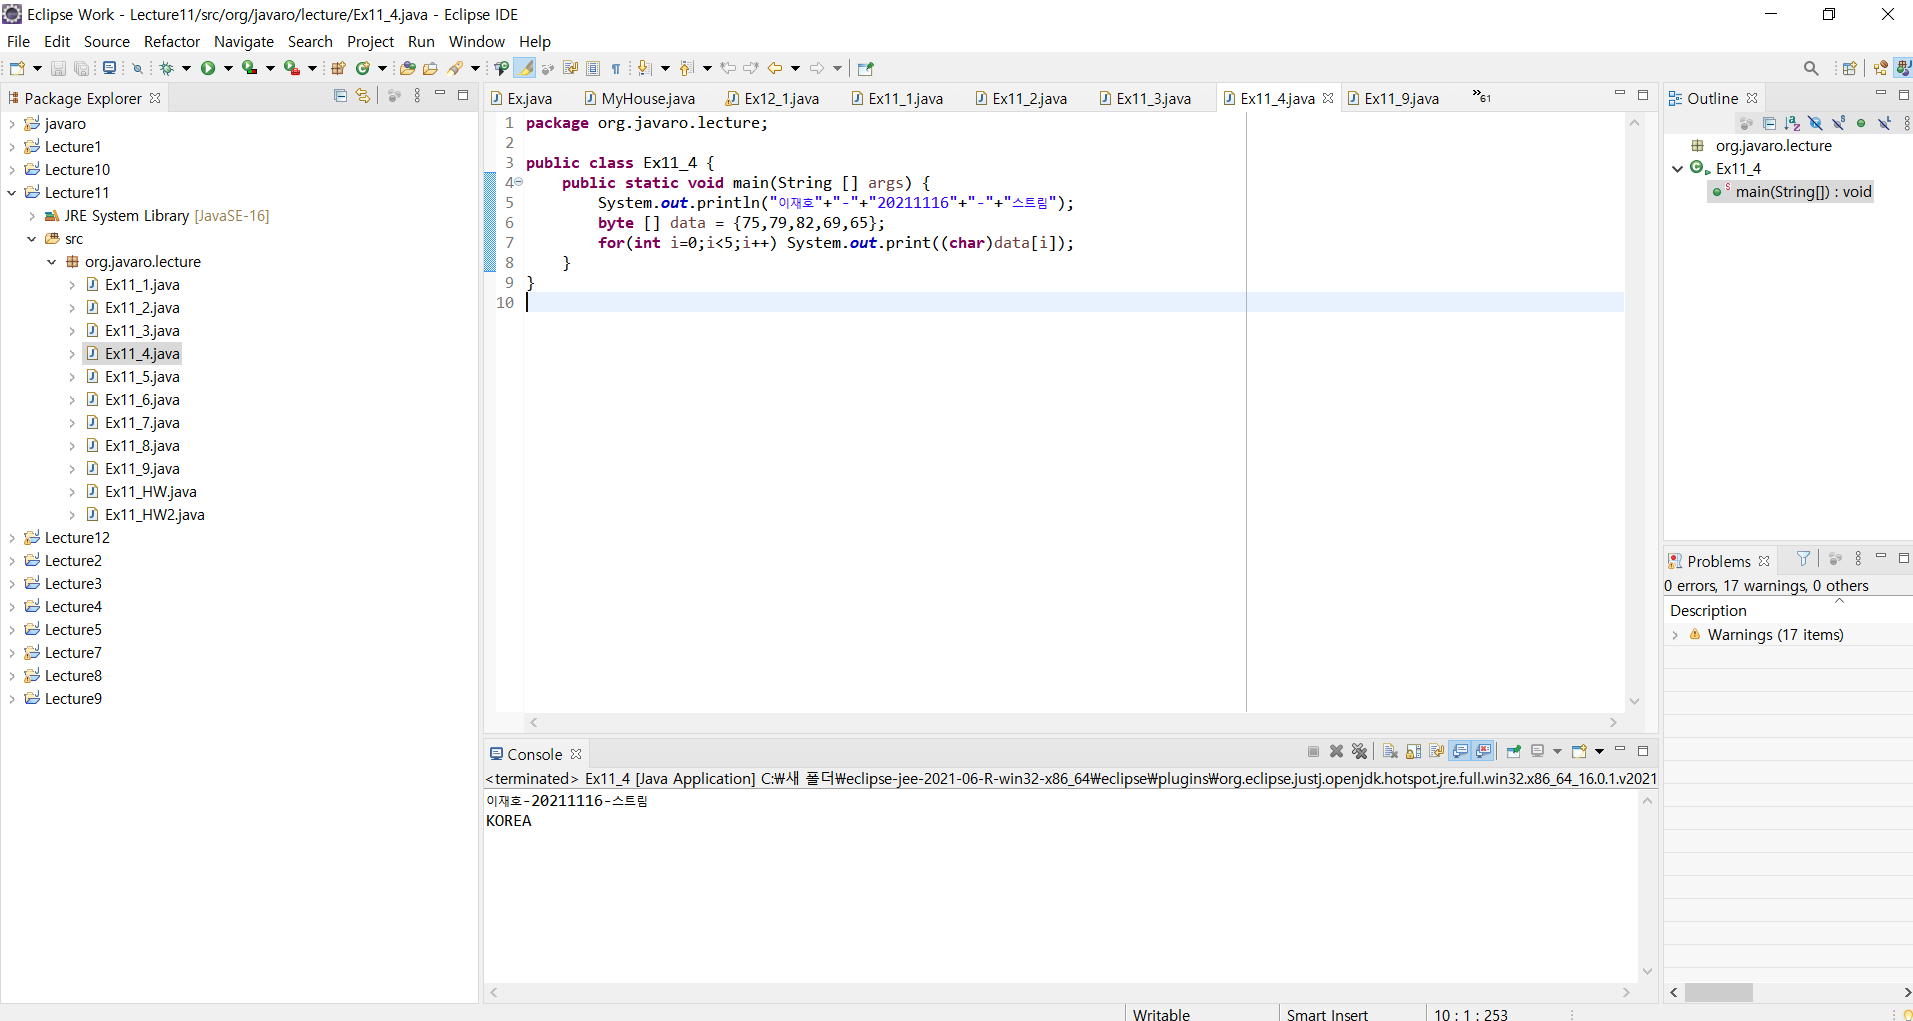 Eclipse Work - Lecture11/src/org/javaro/lecture/Ex11_4.java - Eclipse IDE
File Edit Source Refactor Navigate Search Project Run Window Help
Package Explorer
javaro
Lecture1
Lecture10
Lecture11
JRE System Library [JavaSE-16]
src
org.javaro.lecture
Ex11_1.java
Ex11_2.java
Ex11_3.java
Ex11_4.java
Ex11_5.java
Ex11_6.java
Ex11_7.java
Ex11_8.java
Ex11_9.java
Ex11_HW.java
Ex11_HW2.java
Lecture12
Lecture2
Lecture3
Lecture4
Lecture5
Lecture7
Lecture8
Lecture9
Ex.java MyHouse.java Ex12_1.java Ex11_1.java Ex11_2.java Ex11_3.java Ex11_4.java Ex11_9.java »61
1 package org.javaro.lecture;
2
3 public class Ex11_4 {
4 public static void main(String [] args) {
5 System.out.println("이재호"+"-"+"20211116"+"-"+"스트림");
6 byte [] data = {75,79,82,69,65};
7 for(int i=0;i<5;i++) System.out.print((char)data[i]);
8 }
9 }
10
Console
<terminated> Ex11_4 [Java Application] C:₩새 폴더₩eclipse-jee-2021-06-R-win32-x86_64₩eclipse₩plugins₩org.eclipse.justj.openjdk.hotspot.jre.full.win32.x86_64_16.0.1.v2021
이재호-20211116-스트림
KOREA
Outline
org.javaro.lecture
Ex11_4
main(String[]) : void
Problems
0 errors, 17 warnings, 0 others
Description
Warnings (17 items)
Writable Smart Insert 10 : 1 : 253